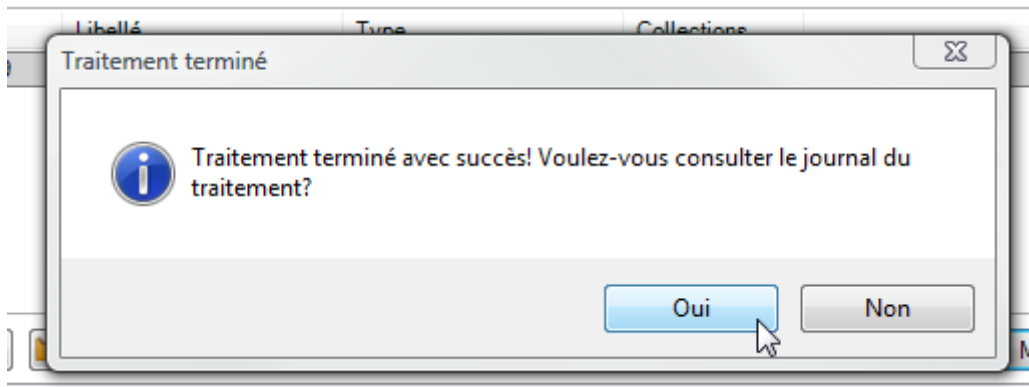 Libellé Type Collections
Traitement terminé
Traitement terminé avec succès! Voulez-vous consulter le journal du
traitement?
Oui Non